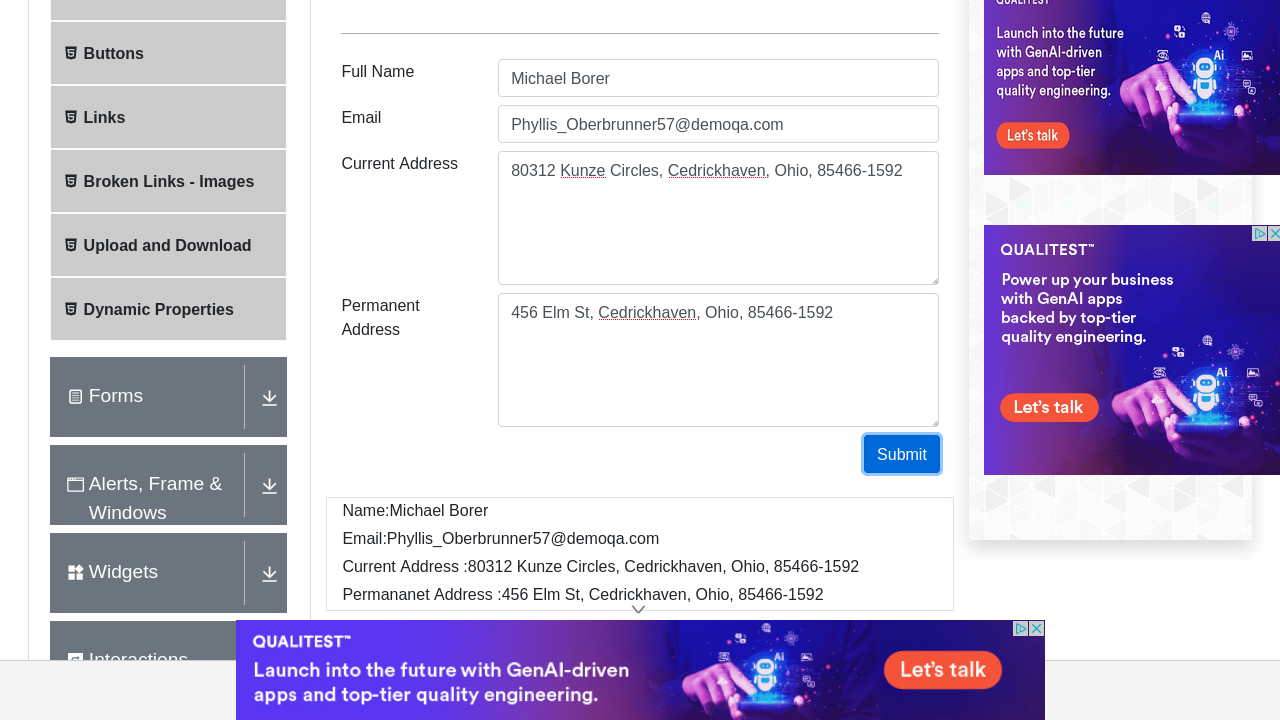 Buttons
Links
Broken Links - Images
Upload and Download
Dynamic Properties
Forms
Alerts, Frame &
Windows
Widgets
Interactions
Full Name
Michael Borer
Email
Phyllis_Oberbrunner57@demoqa.com
Current Address
80312 Kunze Circles, Cedrickhaven, Ohio, 85466-1592
Permanent
Address
456 Elm St, Cedrickhaven, Ohio, 85466-1592
Submit
Name:Michael Borer
Email:Phyllis_Oberbrunner57@demoqa.com
Current Address :80312 Kunze Circles, Cedrickhaven, Ohio, 85466-1592
Permananet Address :456 Elm St, Cedrickhaven, Ohio, 85466-1592
QUALITEST
Launch into the future
with GenAI-driven
apps and top-tier
quality engineering.
Ai
Let's talk
QUALITEST™
Power up your business
with GenAI apps
backed by top-tier
quality engineering.
Ai
Let's talk
QUALITEST™
Launch into the future with GenAI-driven
apps and top-tier quality engineering.
Ai
Let's talk